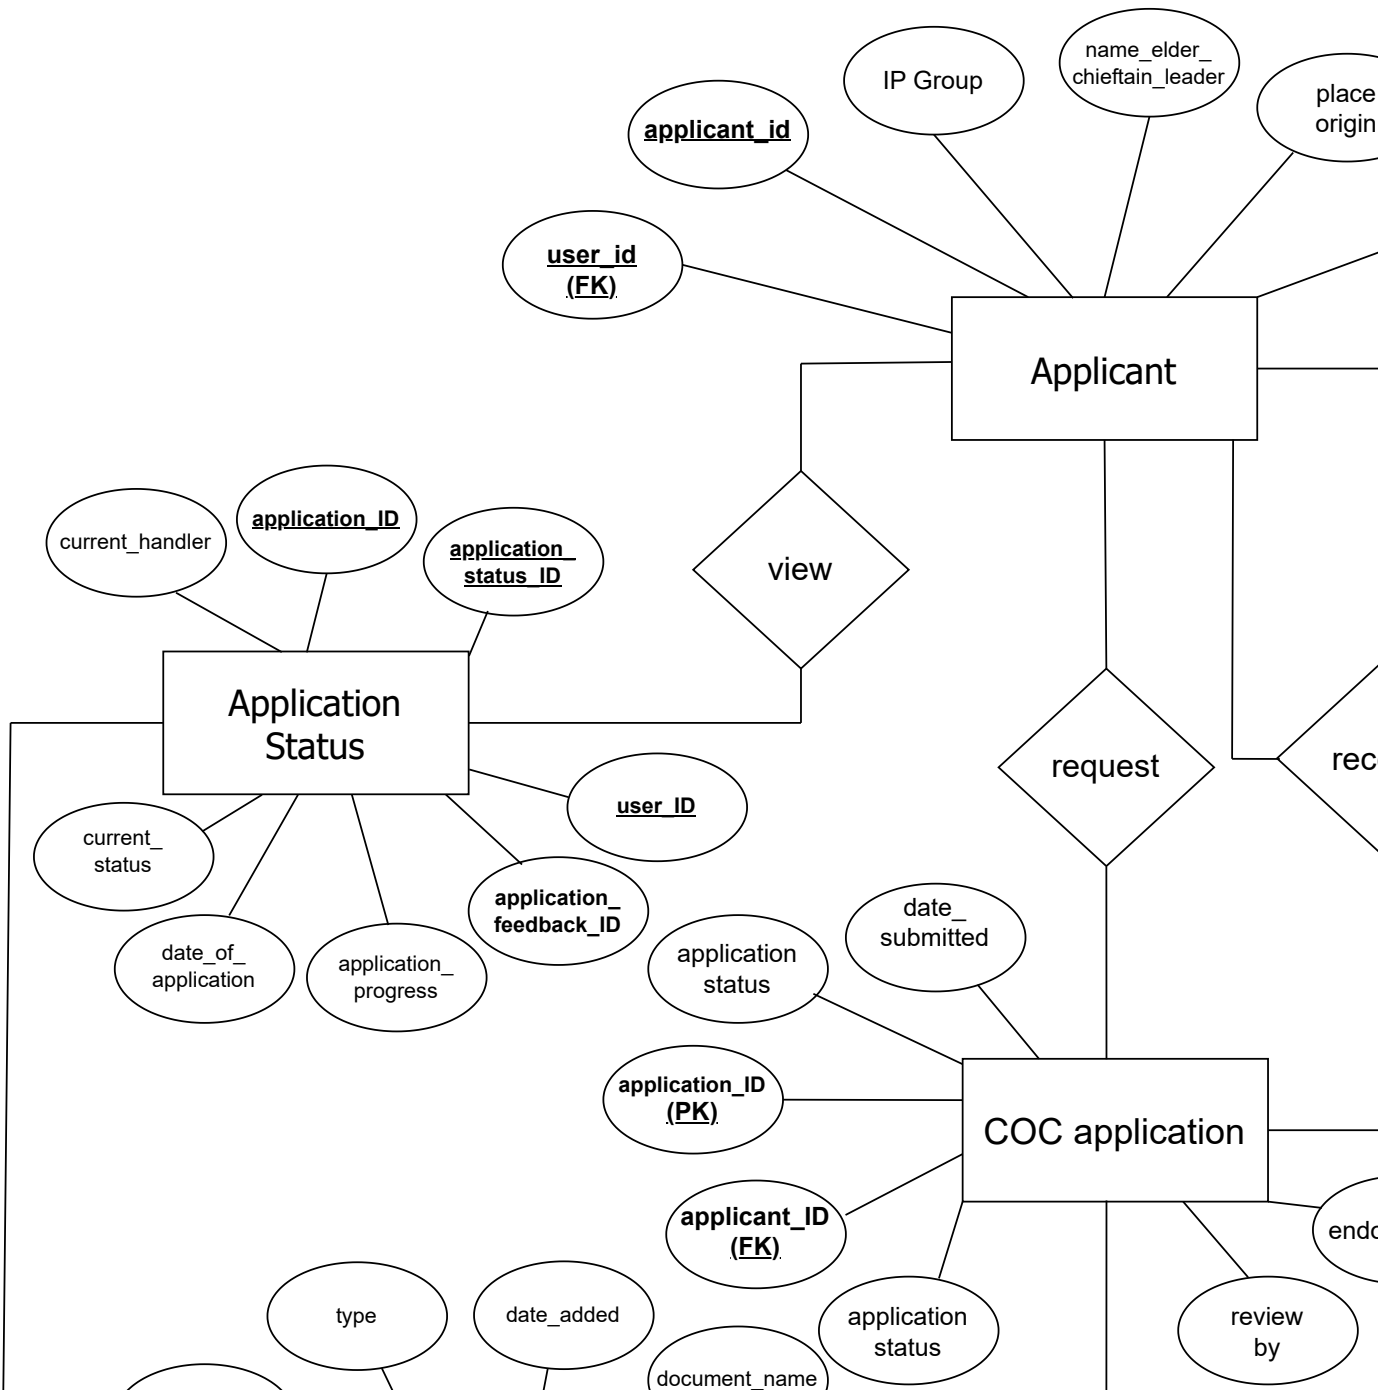 name_elder_
chieftain_leader
IP Group
place
origin
applicant_id
user_id
(FK)
Applicant
current_handler
application_ID
application_
status_ID
view
Application
Status
request
user_ID
current_
status
application_
feedback_ID
date_of_
application
application_
progress
date_
submitted
application
status
application_ID
(PK)
COC application
applicant_ID
(FK)
type
date_added
document_name
application
status
review
by